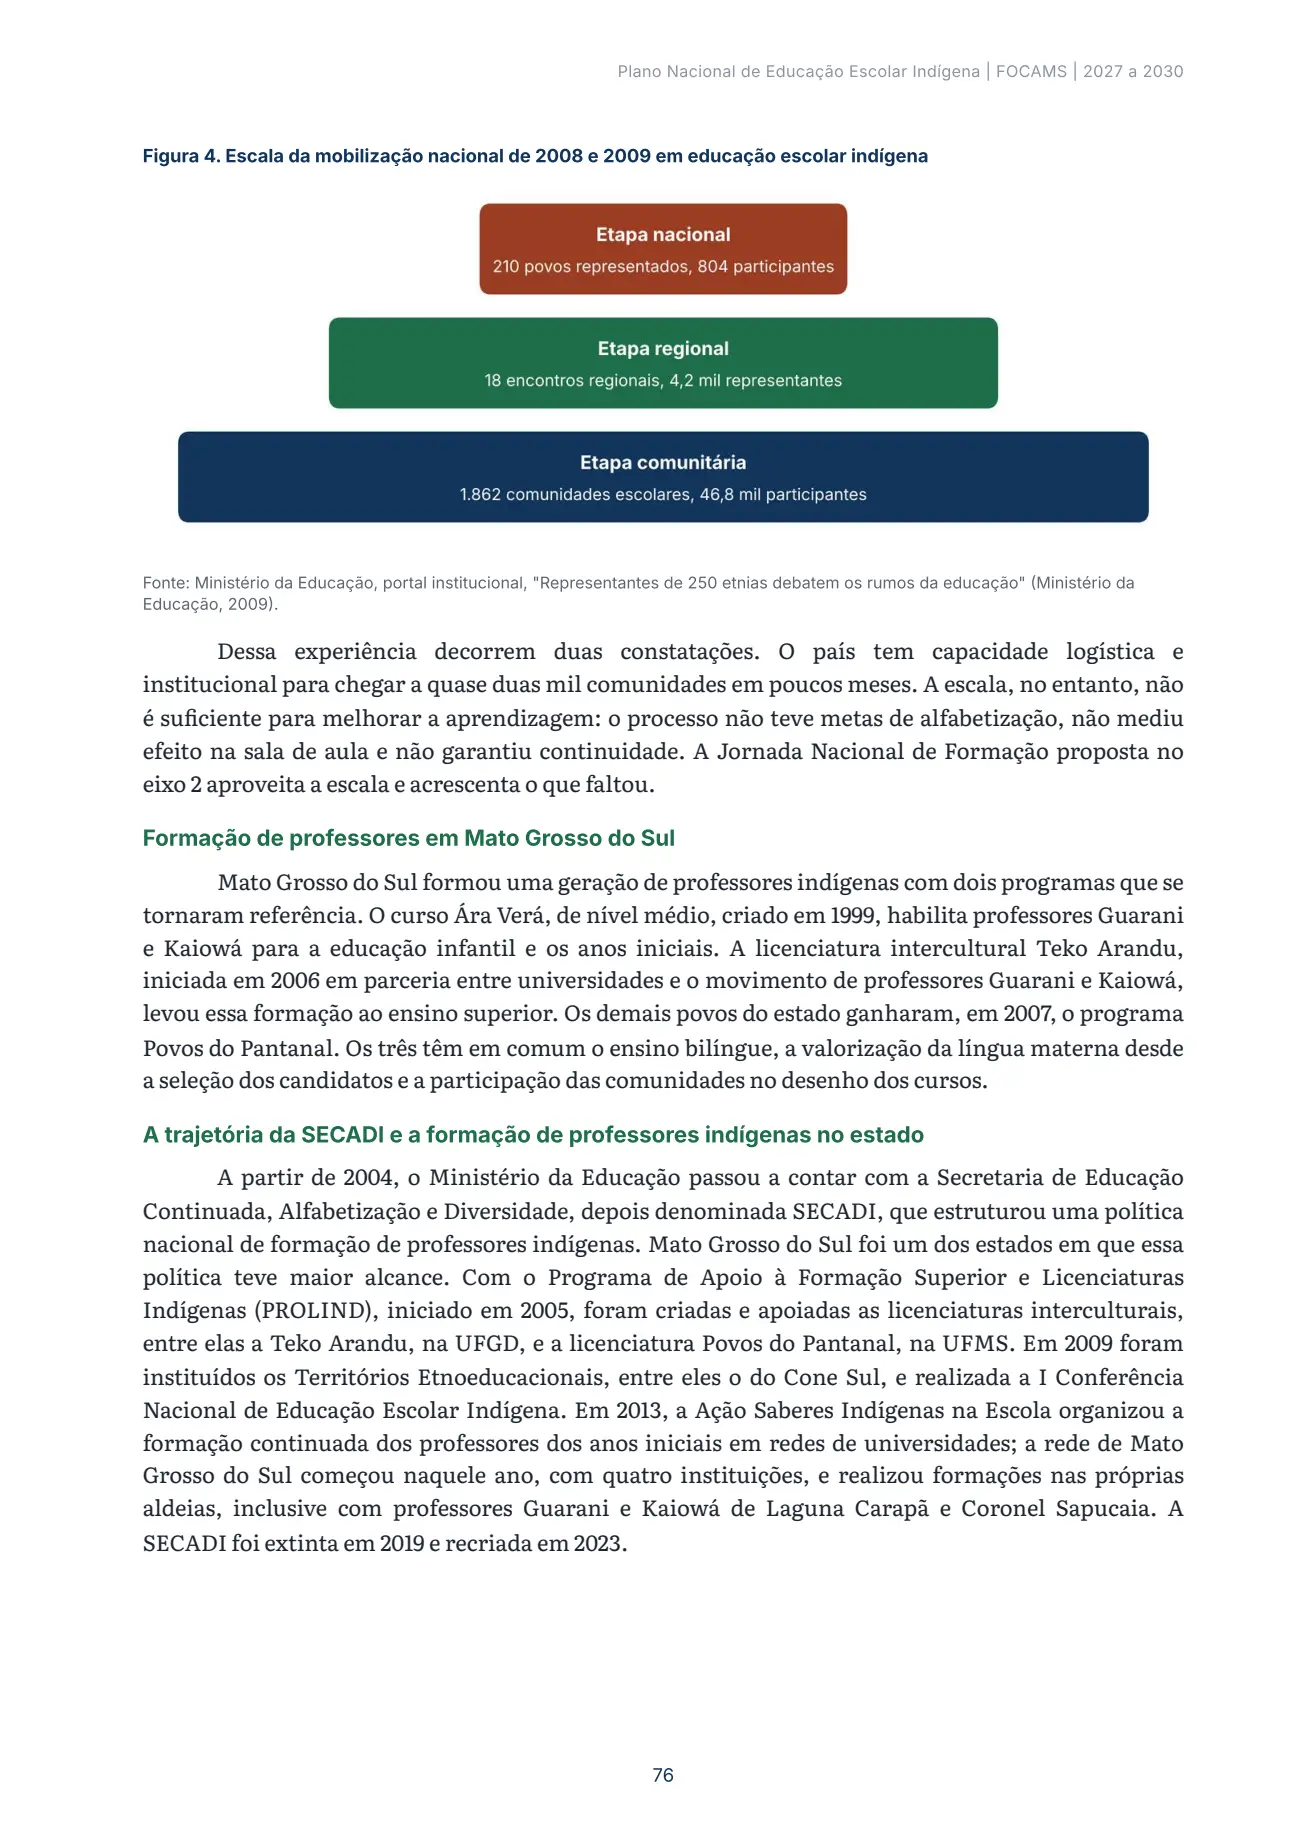 Plano Nacional de Educação Escolar Indígena | FOCAMS | 2027 a 2030
Figura 4. Escala da mobilização nacional de 2008 e 2009 em educação escolar indígena
Etapa nacional
210 povos representados, 804 participantes
Etapa regional
18 encontros regionais, 4,2 mil representantes
Etapa comunitária
1.862 comunidades escolares, 46,8 mil participantes
Fonte: Ministério da Educação, portal institucional, "Representantes de 250 etnias debatem os rumos da educação" (Ministério da
Educação, 2009).
Dessa experiência decorrem duas constatações. O país tem capacidade logística e
institucional para chegar a quase duas mil comunidades em poucos meses. A escala, no entanto, não
é suficiente para melhorar a aprendizagem: o processo não teve metas de alfabetização, não mediu
efeito na sala de aula e não garantiu continuidade. A Jornada Nacional de Formação proposta no
eixo 2 aproveita a escala e acrescenta o que faltou.
Formação de professores em Mato Grosso do Sul
Mato Grosso do Sul formou uma geração de professores indígenas com dois programas que se
tornaram referência. O curso Ára Verá, de nível médio, criado em 1999, habilita professores Guarani
e Kaiowá para a educação infantil e os anos iniciais. A licenciatura intercultural Teko Arandu,
iniciada em 2006 em parceria entre universidades e o movimento de professores Guarani e Kaiowá,
levou essa formação ao ensino superior. Os demais povos do estado ganharam, em 2007, o programa
Povos do Pantanal. Os três têm em comum o ensino bilíngue, a valorização da língua materna desde
a seleção dos candidatos e a participação das comunidades no desenho dos cursos.
A trajetória da SECADI e a formação de professores indígenas no estado
A partir de 2004, o Ministério da Educação passou a contar com a Secretaria de Educação
Continuada, Alfabetização e Diversidade, depois denominada SECADI, que estruturou uma política
nacional de formação de professores indígenas. Mato Grosso do Sul foi um dos estados em que essa
política teve maior alcance. Com o Programa de Apoio à Formação Superior e Licenciaturas
Indígenas (PROLIND), iniciado em 2005, foram criadas e apoiadas as licenciaturas interculturais,
entre elas a Teko Arandu, na UFGD, e a licenciatura Povos do Pantanal, na UFMS. Em 2009 foram
instituídos os Territórios Etnoeducacionais, entre eles o do Cone Sul, e realizada a I Conferência
Nacional de Educação Escolar Indígena. Em 2013, a Ação Saberes Indígenas na Escola organizou a
formação continuada dos professores dos anos iniciais em redes de universidades; a rede de Mato
Grosso do Sul começou naquele ano, com quatro instituições, e realizou formações nas próprias
aldeias, inclusive com professores Guarani e Kaiowá de Laguna Carapã e Coronel Sapucaia. A
SECADI foi extinta em 2019 e recriada em 2023.
76